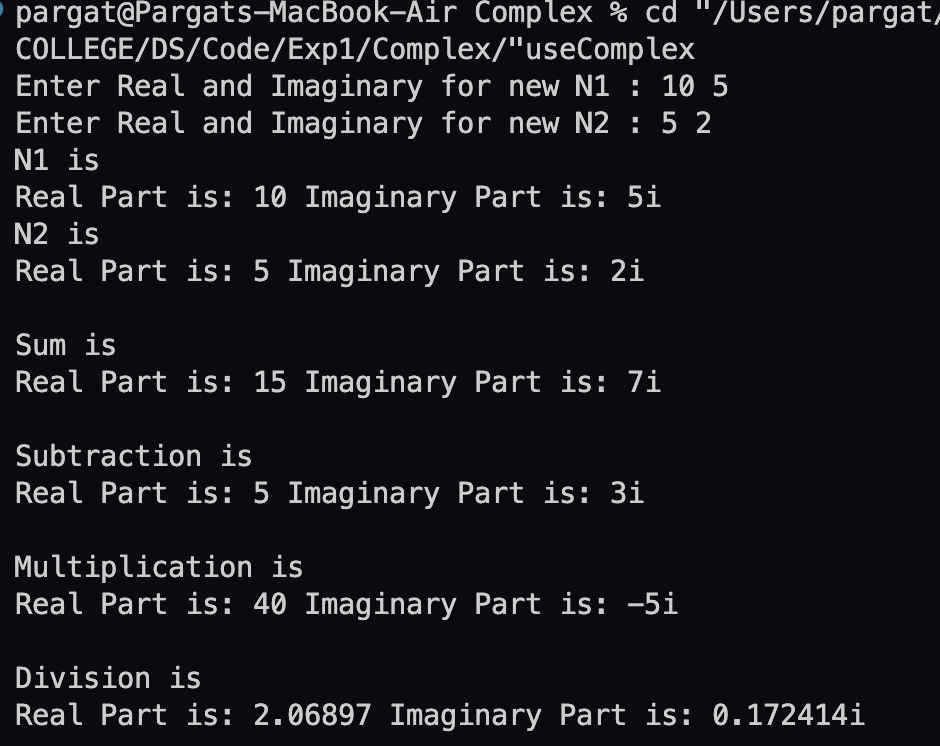 pargat@Pargats-MacBook-Air Complex % cd "/Users/pargat/
COLLEGE/DS/Code/Exp1/Complex/"useComplex
Enter Real and Imaginary for new N1 : 10 5
Enter Real and Imaginary for new N2 : 5 2
N1 is
Real Part is: 10 Imaginary Part is: 5i
N2 is
Real Part is: 5 Imaginary Part is: 2i
Sum is
Real Part is: 15 Imaginary Part is: 7i
Subtraction is
Real Part is: 5 Imaginary Part is: 3i
Multiplication is
Real Part is: 40 Imaginary Part is: -5i
Division is
Real Part is: 2.06897 Imaginary Part is: 0.172414i